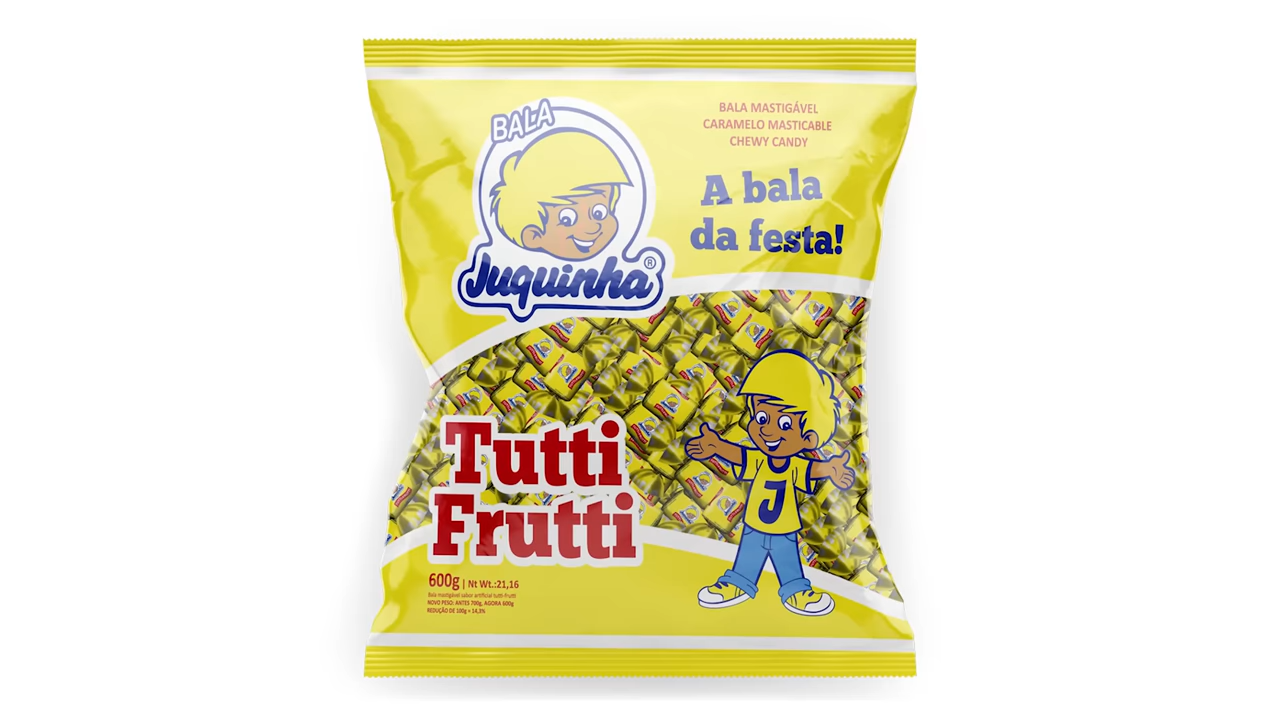 BALA
Juquinha®
BALA MASTIGÁVEL
CARAMELO MASTICABLE
CHEWY CANDY
A bala
da festa!
J
Tutti
Frutti
600g | Nt Wt.:21,16
Bala mastigável sabor artificial tutti-frutti
NOVO PESO: ANTES 700g, AGORA 600g
REDUÇÃO DE 100g = 14,3%